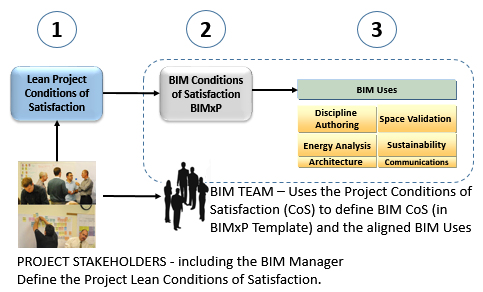 1
2
3
Lean Project
Conditions of
Satisfaction
BIM Conditions
of Satisfaction
BIMxP
BIM Uses
Discipline
Authoring
Space Validation
Energy Analysis
Sustainability
Architecture
Communications
BIM TEAM – Uses the Project Conditions of
Satisfaction (CoS) to define BIM CoS (in
BIMxP Template) and the aligned BIM Uses
PROJECT STAKEHOLDERS - including the BIM Manager
Define the Project Lean Conditions of Satisfaction.